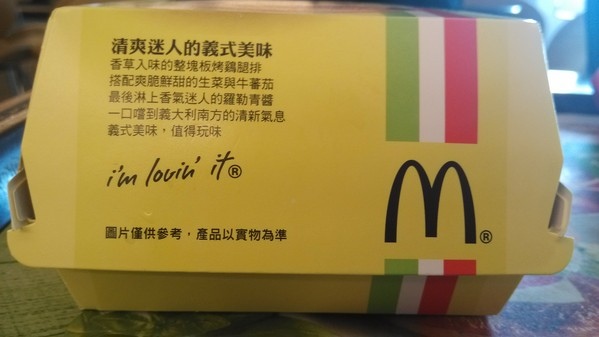 清爽迷人的義式美味
香草入味的整塊板烤鷄腿排
搭配爽脆鮮甜的生菜與牛蕃茄
最後淋上香氣迷人的羅勒青醬
一口嚐到義大利南方的清新氣息
義式美味，值得玩味
i'm lovin' it®
®
圖片僅供參考，產品以實物為準